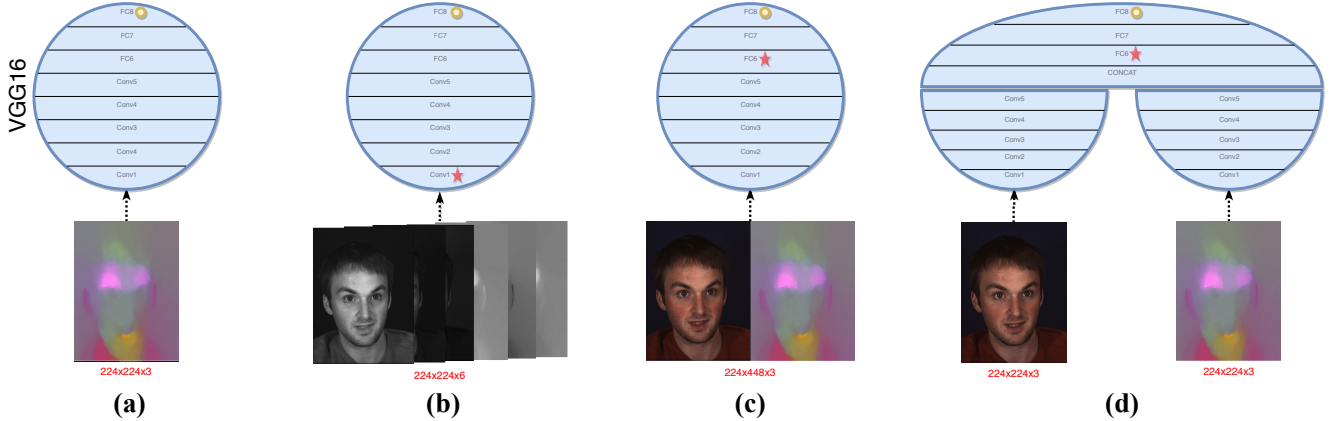 VGG16
FC8
FC7
FC6
Conv5
Conv4
Conv3
Conv4
Conv1
224x224x3
(a)
FC8
FC7
FC6
Conv5
Conv4
Conv3
Conv2
Conv1
224x224x6
(b)
FC8
FC7
FC6
Conv5
Conv4
Conv3
Conv2
Conv1
224x448x3
(c)
FC8
FC7
FC6
CONCAT
Conv5
Conv4
Conv3
Conv2
Conv1
224x224x3
Conv5
Conv4
Conv3
Conv2
Conv1
224x224x3
(d)